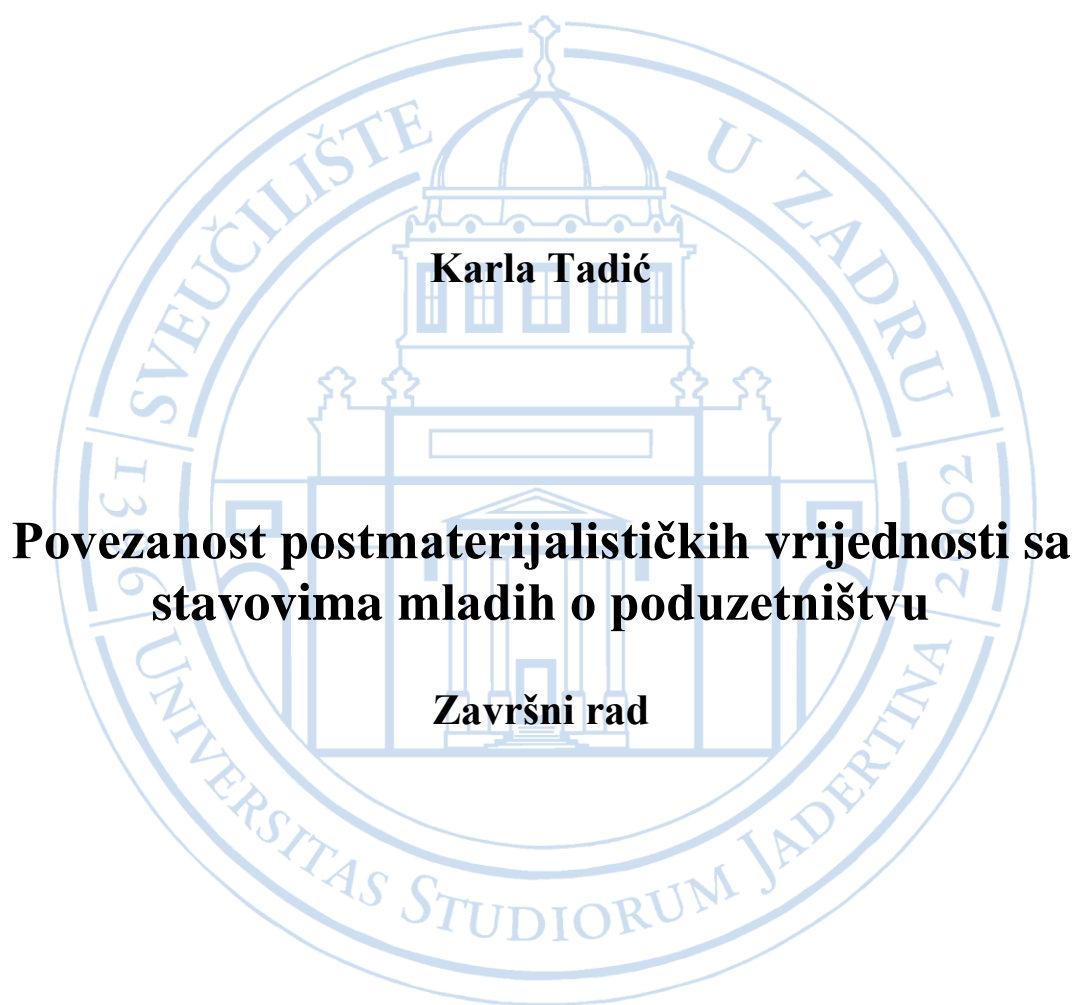 SVEUČILIŠTE U ZADRU
Karla Tadić
1396
2002
Povezanost postmaterijalističkih vrijednosti sa
stavovima mladih o poduzetništvu
Završni rad
UNIVERSITAS STUDIORUM JADERTINA